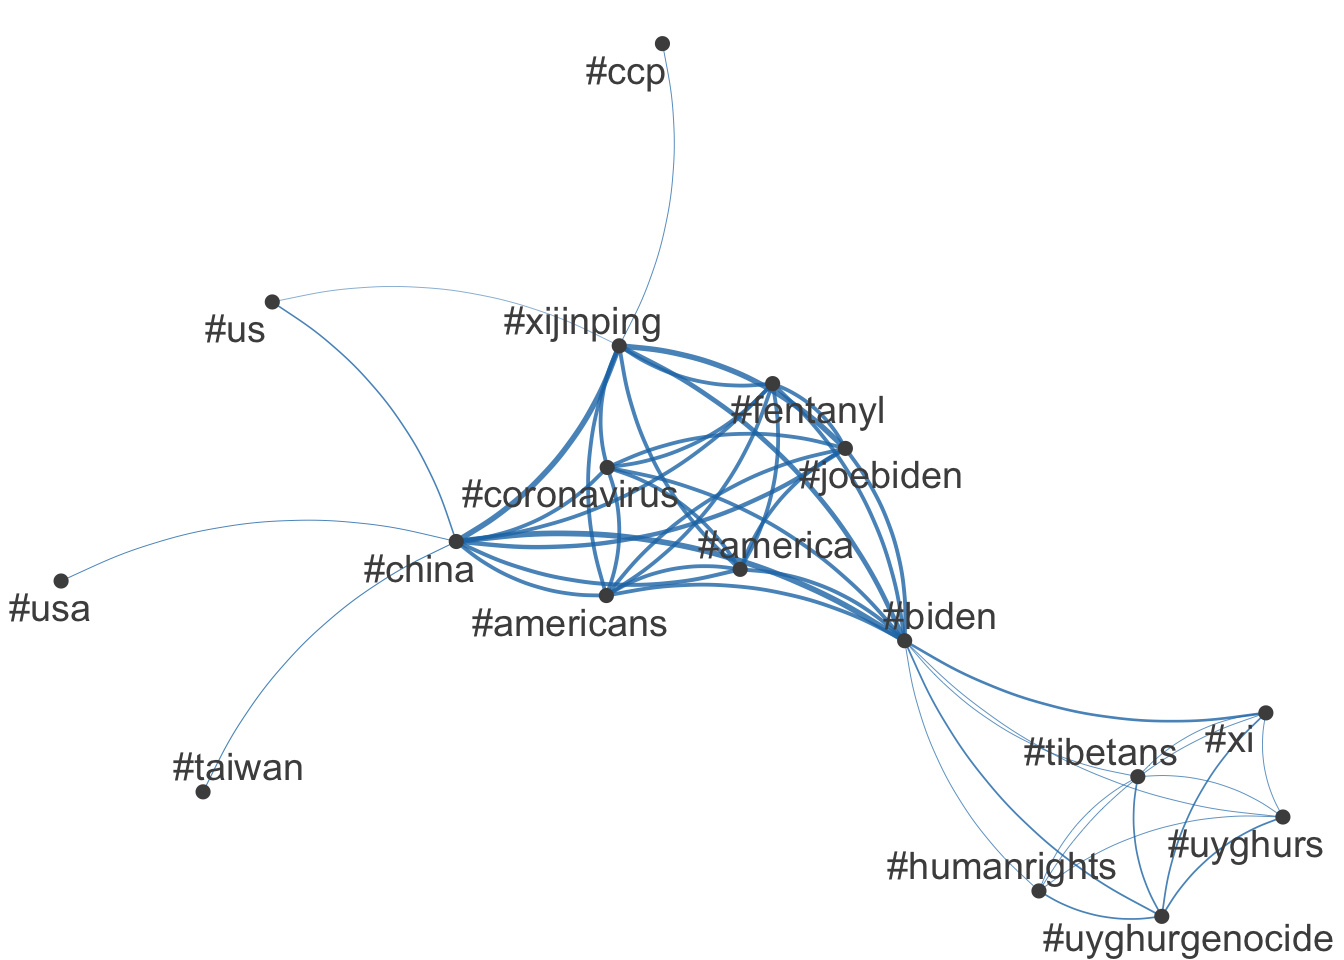 #ccp
#xijinping
#us
#fentanyl
#joebiden
#coronavirus
#america
#china
#usa
#americans
#biden
#xi
#tibetans
#taiwan
#uyghurs
#humanrights
#uyghurgenocide